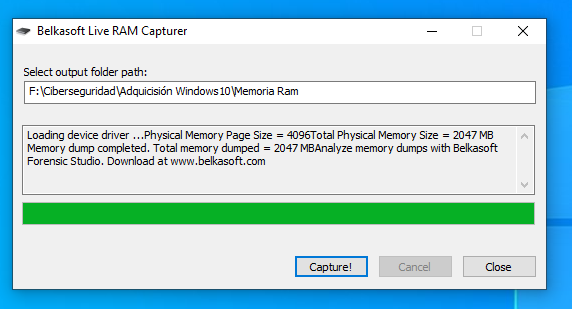 Belkasoft Live RAM Capturer
Select output folder path:
F:\Ciberseguridad\Adquicisión Windows10\Memoria Ram
Loading device driver ...Physical Memory Page Size = 4096Total Physical Memory Size = 2047 MB
Memory dump completed. Total memory dumped = 2047 MBAnalyze memory dumps with Belkasoft
Forensic Studio. Download at www.belkasoft.com
Capture!
Cancel
Close